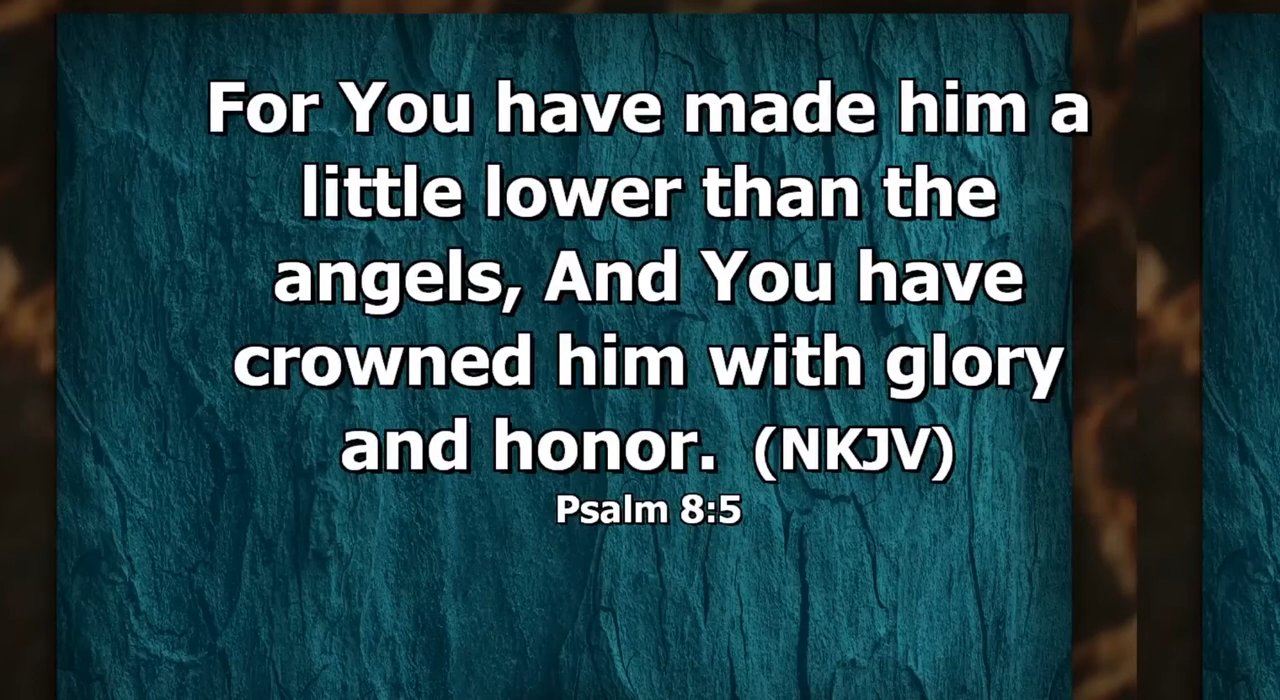 For You have made him a
little lower than the
angels, And You have
crowned him with glory
and honor. (NKJV)
Psalm 8:5